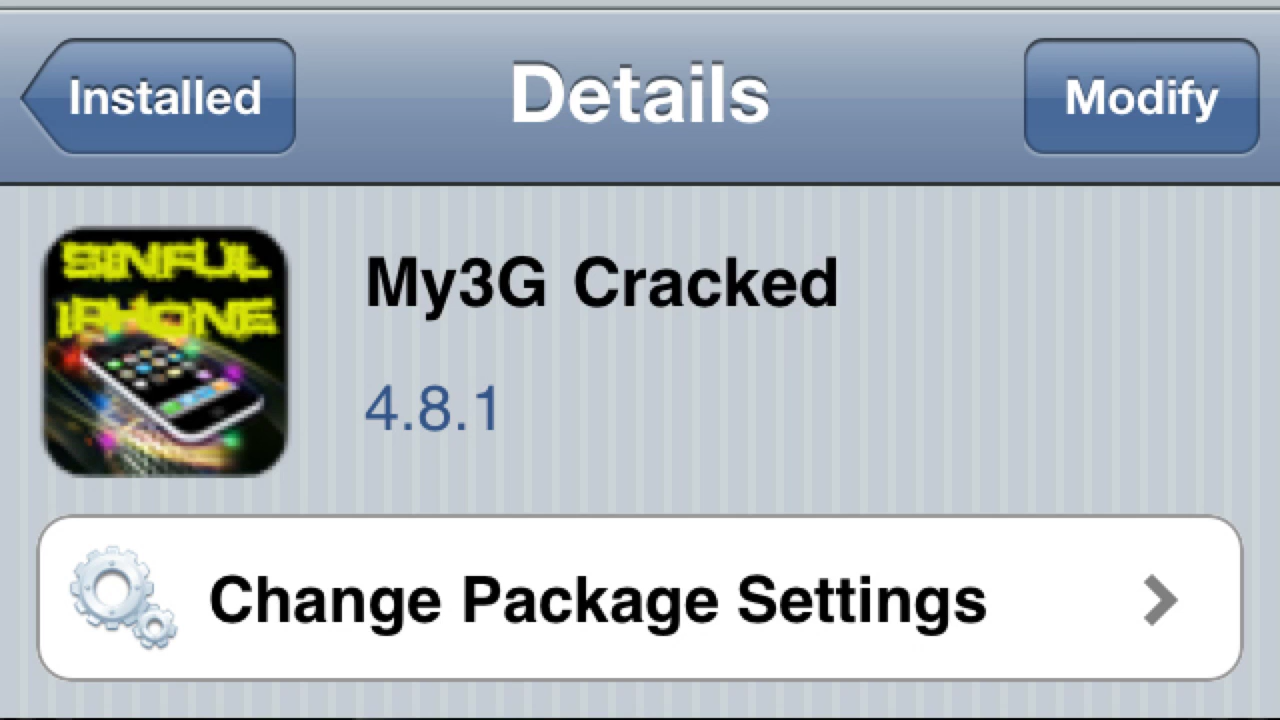 Installed
Details
Modify
SINFUL
IPHONE
My3G Cracked
4.8.1
Change Package Settings